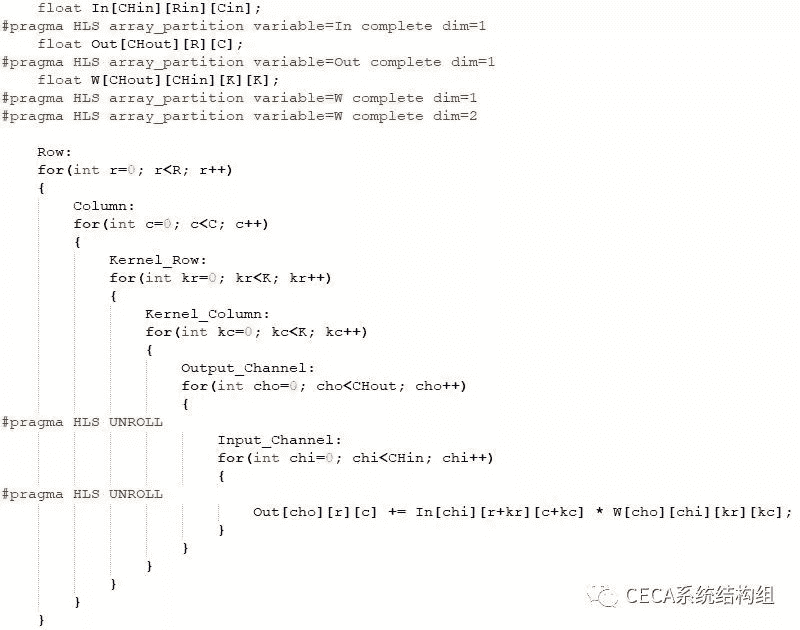 float In[CHin][Rin][Cin];
#pragma HLS array_partition variable=In complete dim=1
    float Out[CHout][R][C];
#pragma HLS array_partition variable=Out complete dim=1
    float W[CHout][CHin][K][K];
#pragma HLS array_partition variable=W complete dim=1
#pragma HLS array_partition variable=W complete dim=2
    Row:
    for(int r=0; r<R; r++)
    {
        Column:
        for(int c=0; c<C; c++)
        {
            Kernel_Row:
            for(int kr=0; kr<K; kr++)
            {
                Kernel_Column:
                for(int kc=0; kc<K; kc++)
                {
                    Output_Channel:
                    for(int cho=0; cho<CHout; cho++)
                    {
#pragma HLS UNROLL
                        Input_Channel:
                        for(int chi=0; chi<CHin; chi++)
                        {
#pragma HLS UNROLL
                            Out[cho][r][c] += In[chi][r+kr][c+kc] * W[cho][chi][kr][kc];
                        }
                    }
                }
            }
        }
    }
CECA系统结构组